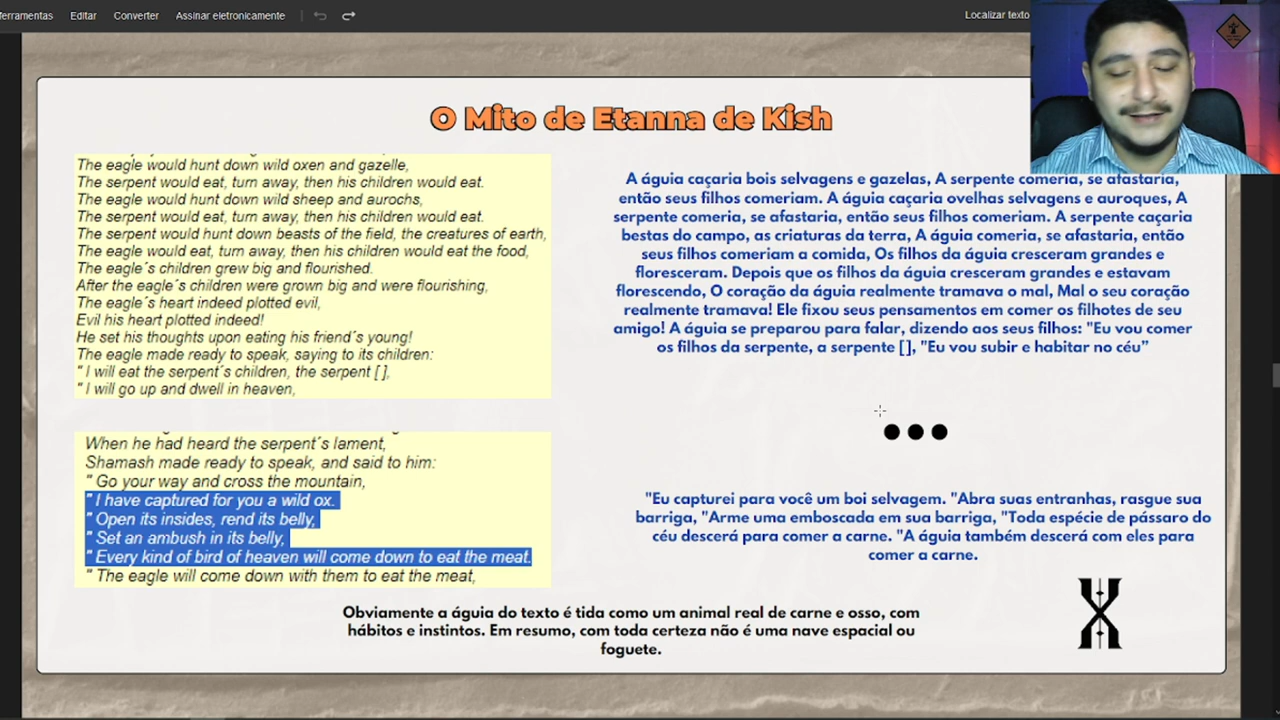 ferramentas Editar Converter Assinar eletronicamente Localizar texto
O Mito de Etanna de Kish
The eagle would hunt down wild oxen and gazelle,
The serpent would eat, turn away, then his children would eat.
The eagle would hunt down wild sheep and aurochs,
The serpent would eat, turn away, then his children would eat.
The serpent would hunt down beasts of the field, the creatures of earth,
The eagle would eat, turn away, then his children would eat the food,
The eagle´s children grew big and flourished.
After the eagle´s children were grown big and were flourishing,
The eagle´s heart indeed plotted evil,
Evil his heart plotted indeed!
He set his thoughts upon eating his friend´s young!
The eagle made ready to speak, saying to its children:
" I will eat the serpent´s children, the serpent [ ],
" I will go up and dwell in heaven,
A águia caçaria bois selvagens e gazelas, A serpente comeria, se afastaria,
então seus filhos comeriam. A águia caçaria ovelhas selvagens e auroques, A
serpente comeria, se afastaria, então seus filhos comeriam. A serpente caçaria
bestas do campo, as criaturas da terra, A águia comeria, se afastaria, então
seus filhos comeriam a comida, Os filhos da águia cresceram grandes e
floresceram. Depois que os filhos da águia cresceram grandes e estavam
florescendo, O coração da águia realmente tramava o mal, Mal o seu coração
realmente tramava! Ele fixou seus pensamentos em comer os filhotes de seu
amigo! A águia se preparou para falar, dizendo aos seus filhos: "Eu vou comer
os filhos da serpente, a serpente [], "Eu vou subir e habitar no céu”
When he had heard the serpent´s lament,
Shamash made ready to speak, and said to him:
" Go your way and cross the mountain,
" I have captured for you a wild ox.
" Open its insides, rend its belly,
" Set an ambush in its belly,
" Every kind of bird of heaven will come down to eat the meat.
" The eagle will come down with them to eat the meat,
"Eu capturei para você um boi selvagem. "Abra suas entranhas, rasgue sua
barriga, "Arme uma emboscada em sua barriga, "Toda espécie de pássaro do
céu descerá para comer a carne. "A águia também descerá com eles para
comer a carne.
Obviamente a águia do texto é tida como um animal real de carne e osso, com
hábitos e instintos. Em resumo, com toda certeza não é uma nave espacial ou
foguete.